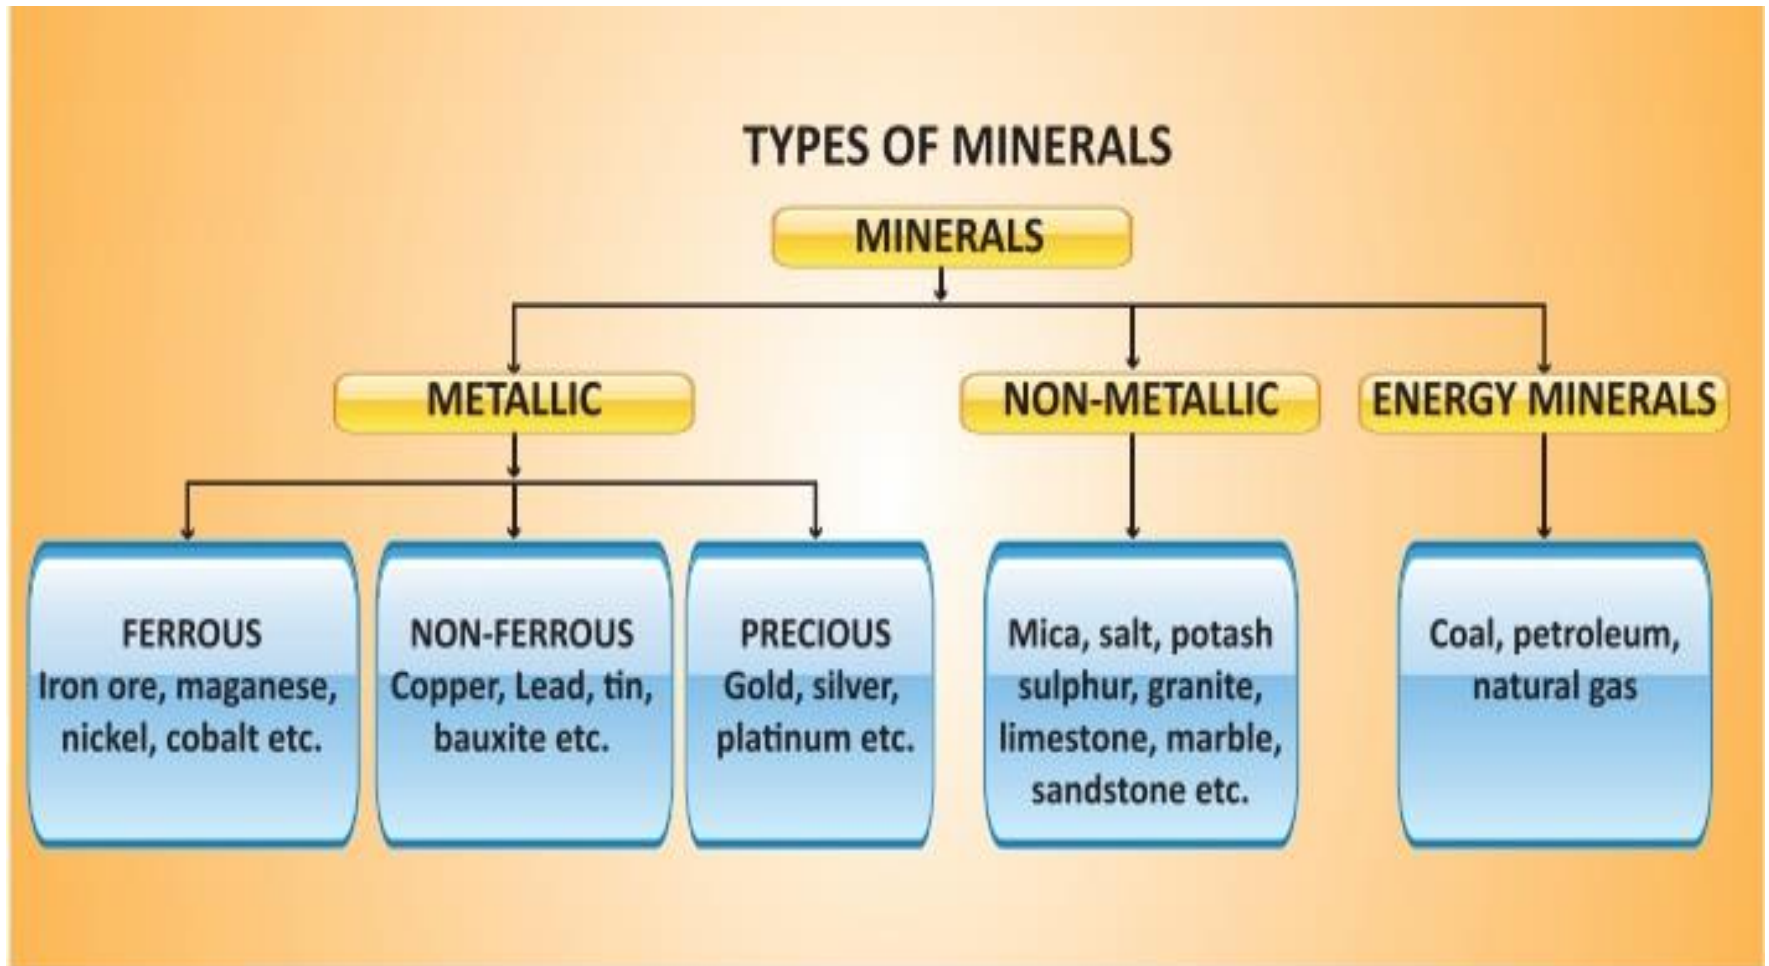 TYPES OF MINERALS
MINERALS
METALLIC
NON-METALLIC
ENERGY MINERALS
FERROUS
Iron ore, maganese,
nickel, cobalt etc.
NON-FERROUS
Copper, Lead, tin,
bauxite etc.
PRECIOUS
Gold, silver,
platinum etc.
Mica, salt, potash
sulphur, granite,
limestone, marble,
sandstone etc.
Coal, petroleum,
natural gas